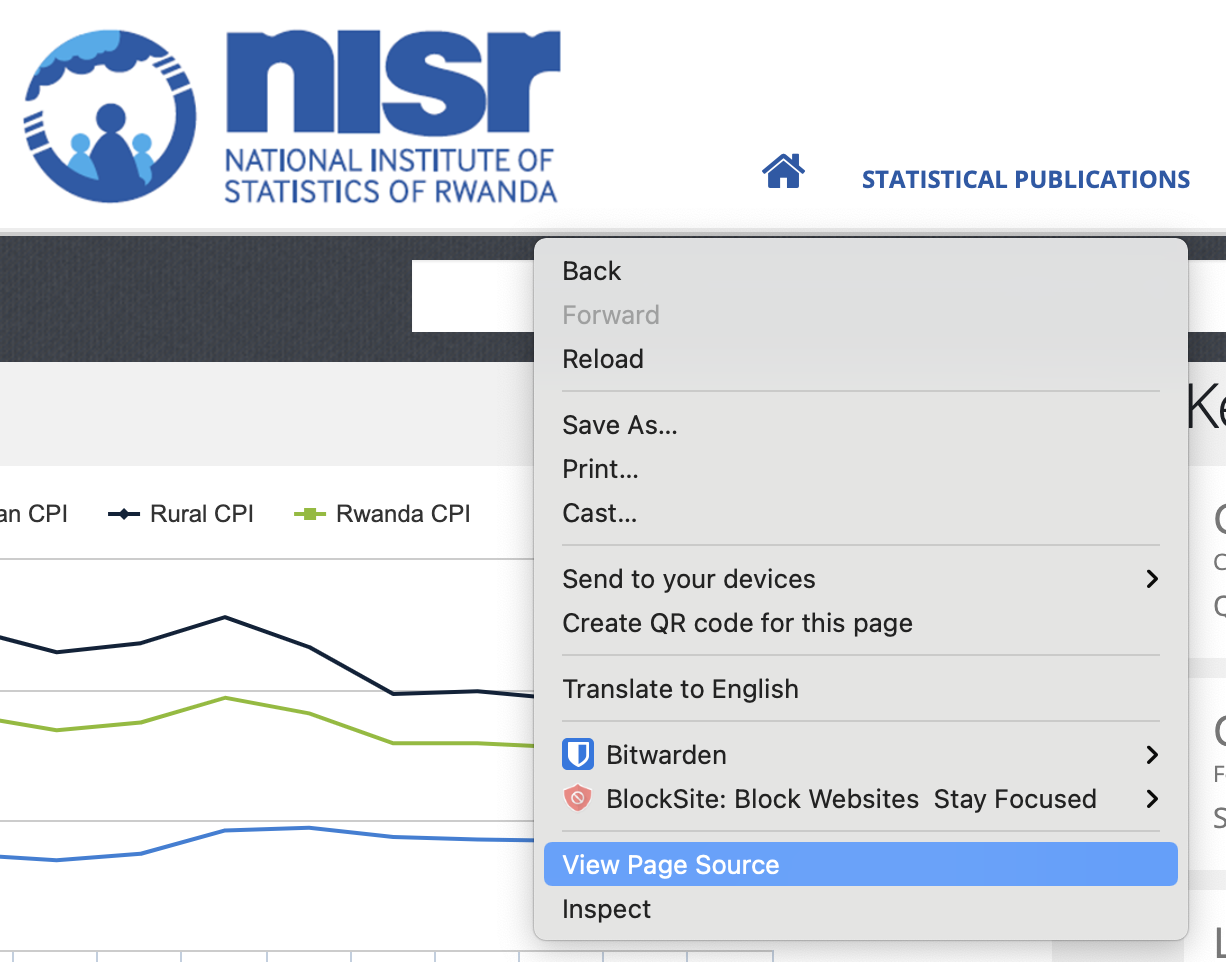 nisr
NATIONAL INSTITUTE OF
STATISTICS OF RWANDA
STATISTICAL PUBLICATIONS
Back
Forward
Reload
Save As...
Print...
Cast...
Send to your devices
Create QR code for this page
Translate to English
Bitwarden
BlockSite: Block Websites Stay Focused
View Page Source
Inspect
CPI
Rural CPI
Rwanda CPI